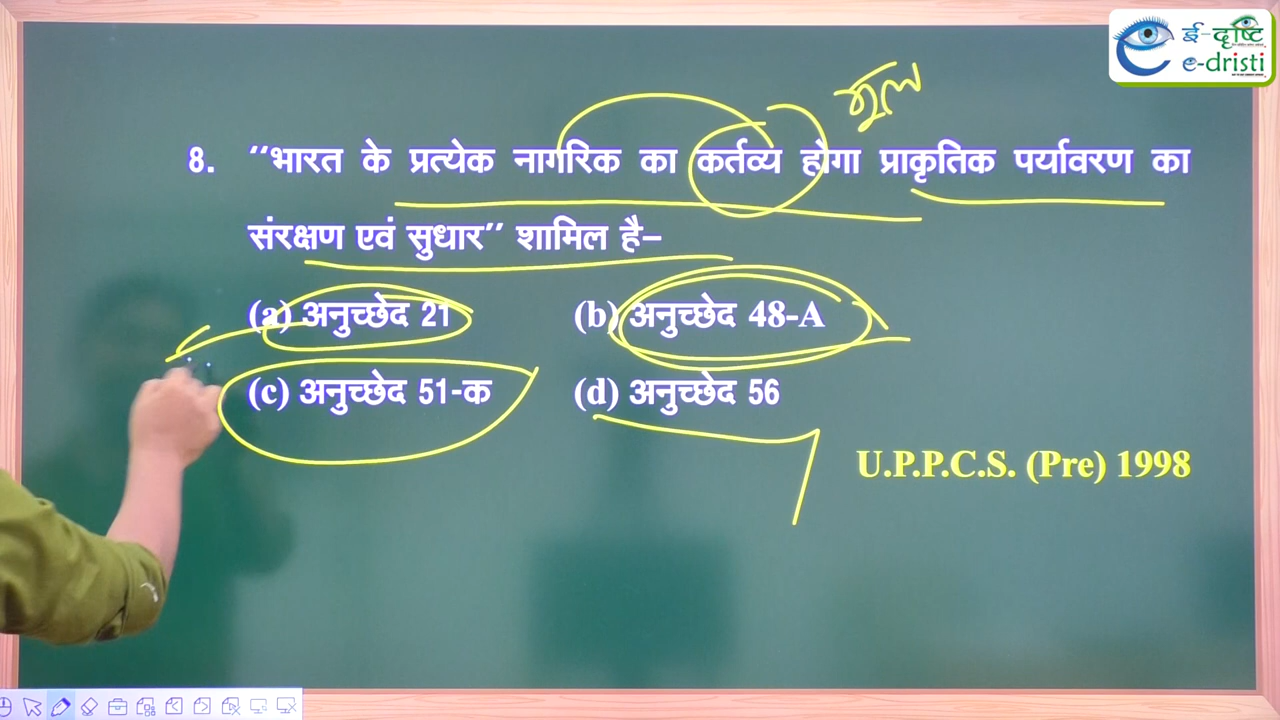 ई-दृष्टि
e-dristi
मूल
8. ‘‘भारत के प्रत्येक नागरिक का कर्तव्य होगा प्राकृतिक पर्यावरण का
संरक्षण एवं सुधार’’ शामिल है–
(a) अनुच्छेद 21 (b) अनुच्छेद 48-A
(c) अनुच्छेद 51-क (d) अनुच्छेद 56
U.P.P.C.S. (Pre) 1998